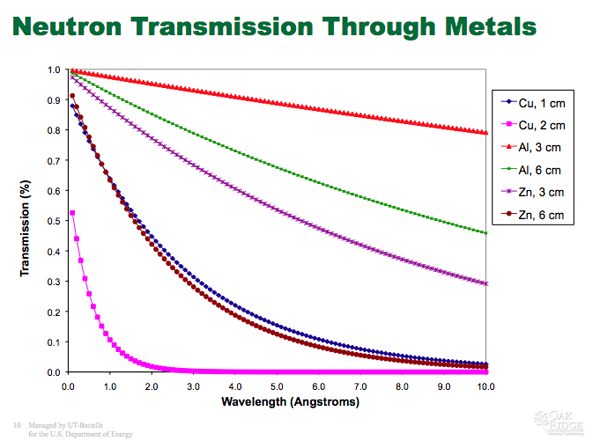 Neutron Transmission Through Metals
1.0
0.9
0.8
0.7
0.6
0.5
0.4
0.3
0.2
0.1
0.0
Transmission (%)
0.0 1.0 2.0 3.0 4.0 5.0 6.0 7.0 8.0 9.0 10.0
Wavelength (Angstroms)
Cu, 1 cm
Cu, 2 cm
Al, 3 cm
Al, 6 cm
Zn, 3 cm
Zn, 6 cm
10 Managed by UT-Battelle
for the U.S. Department of Energy
OAK
RIDGE
National Laboratory